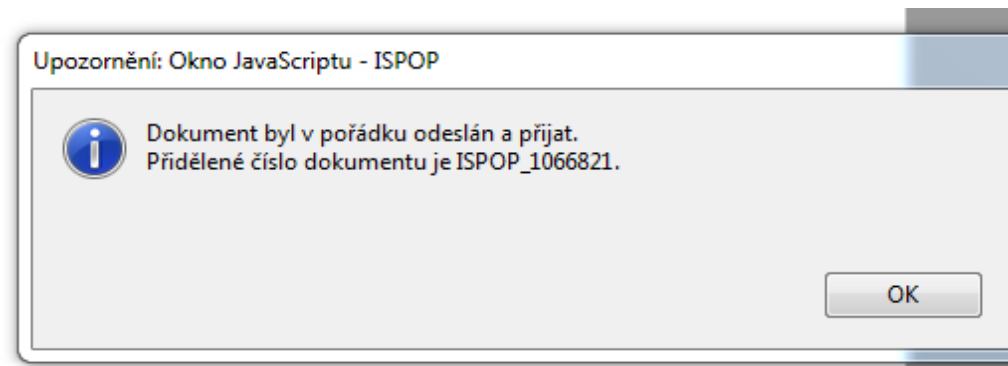 Upozornění: Okno JavaScriptu - ISPOP
Dokument byl v pořádku odeslán a přijat.
Přidělené číslo dokumentu je ISPOP_1066821.
OK